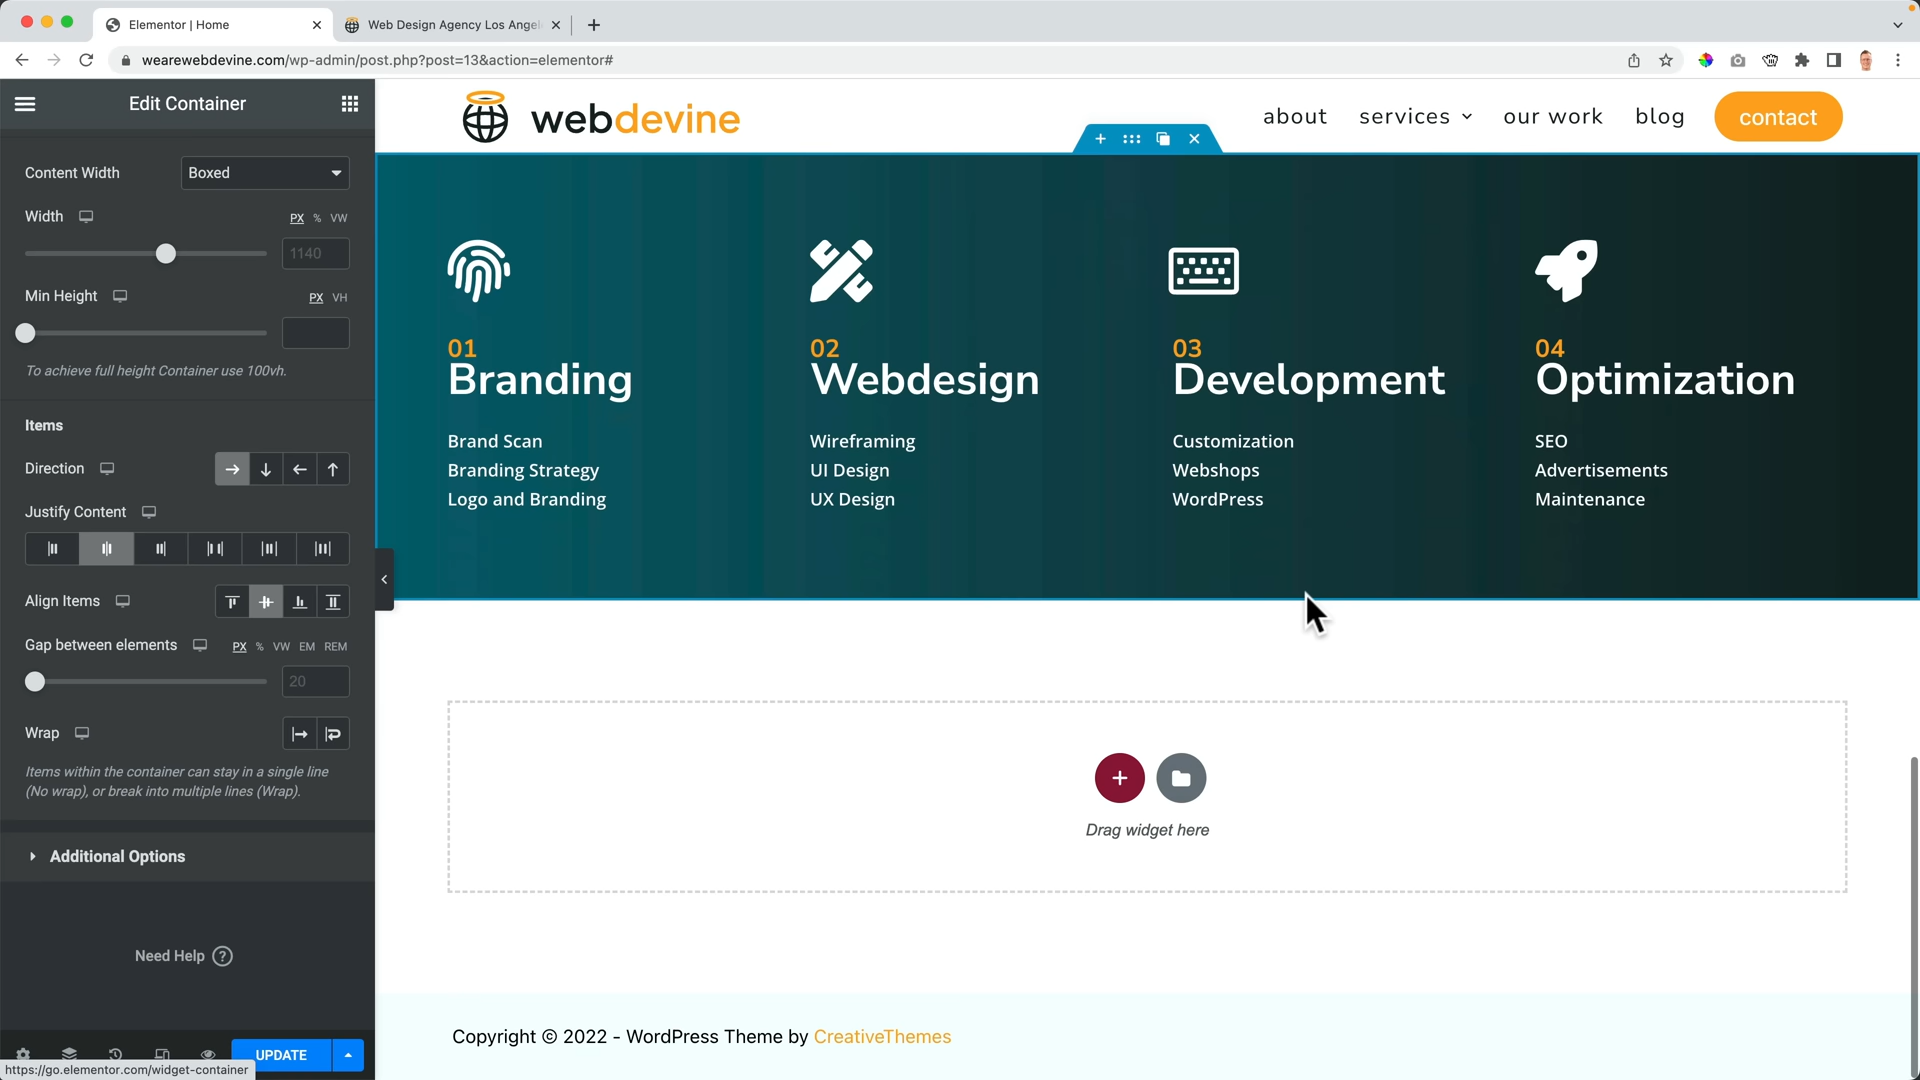 Elementor | Home
Web Design Agency Los Angel
wearewebdevine.com/wp-admin/post.php?post=13&action=elementor#
Edit Container
Content Width
Boxed
Width
PX % VW
1140
Min Height
PX VH
To achieve full height Container use 100vh.
Items
Direction
Justify Content
Align Items
Gap between elements
PX % VW EM REM
20
Wrap
Items within the container can stay in a single line
(No wrap), or break into multiple lines (Wrap).
Additional Options
Need Help ?
UPDATE
https://go.elementor.com/widget-container
webdevine
about services our work blog contact
01
Branding
Brand Scan
Branding Strategy
Logo and Branding
02
Webdesign
Wireframing
UI Design
UX Design
03
Development
Customization
Webshops
WordPress
04
Optimization
SEO
Advertisements
Maintenance
Drag widget here
Copyright © 2022 - WordPress Theme by CreativeThemes